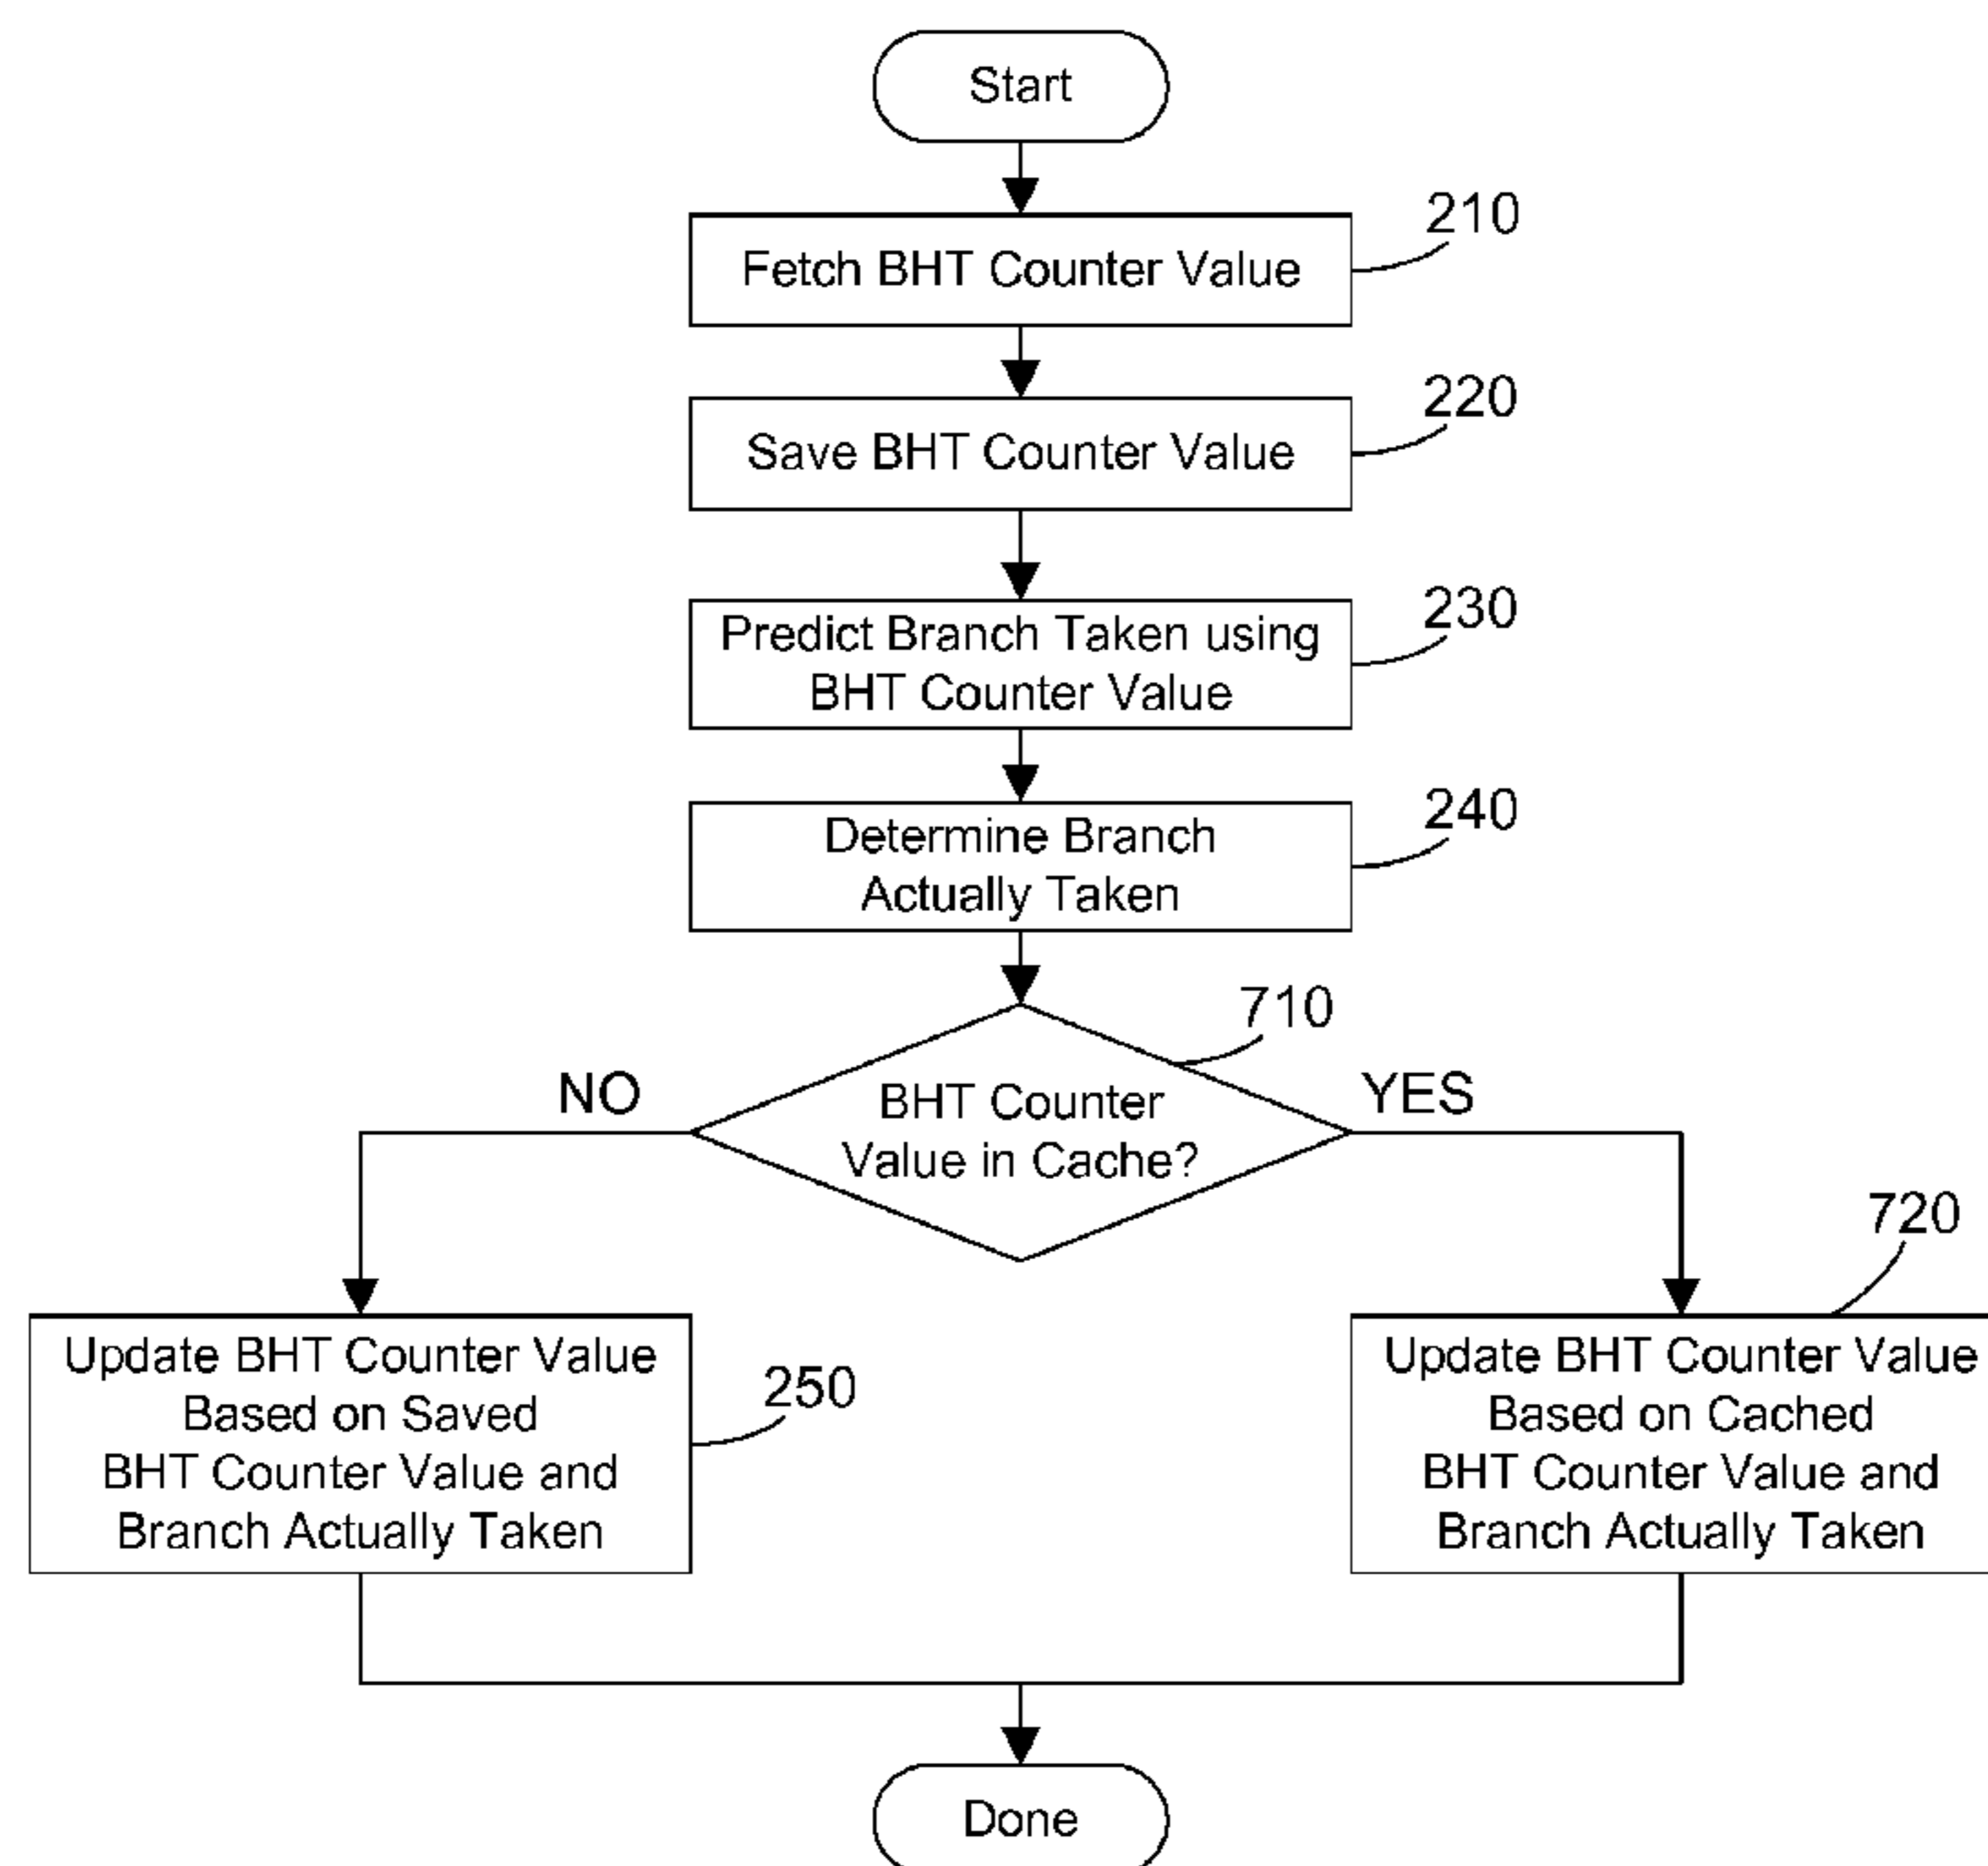 Start
210
Fetch BHT Counter Value
220
Save BHT Counter Value
230
Predict Branch Taken using
BHT Counter Value
240
Determine Branch
Actually Taken
710
NO
YES
BHT Counter
Value in Cache?
720
Update BHT Counter Value
Based on Saved
BHT Counter Value and
Branch Actually Taken
250
Update BHT Counter Value
Based on Cached
BHT Counter Value and
Branch Actually Taken
Done